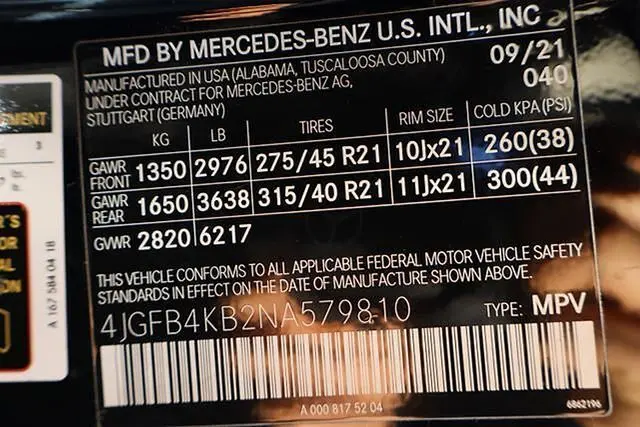 MFD BY MERCEDES-BENZ U.S. INTL., INC
MANUFACTURED IN USA (ALABAMA, TUSCALOOSA COUNTY) 09/21
UNDER CONTRACT FOR MERCEDES-BENZ AG, 040
STUTTGART (GERMANY)
KG LB TIRES RIM SIZE COLD KPA (PSI)
GAWR FRONT 1350 2976 275/45 R21 10Jx21 260(38)
GAWR REAR 1650 3638 315/40 R21 11Jx21 300(44)
GVWR 2820 6217
THIS VEHICLE CONFORMS TO ALL APPLICABLE FEDERAL MOTOR VEHICLE SAFETY
STANDARDS IN EFFECT ON THE DATE OF MANUFACTURE SHOWN ABOVE.
4JGFB4KB2NA579810 TYPE: MPV
A 000 817 52 04
6862196
A 167 584 04 18